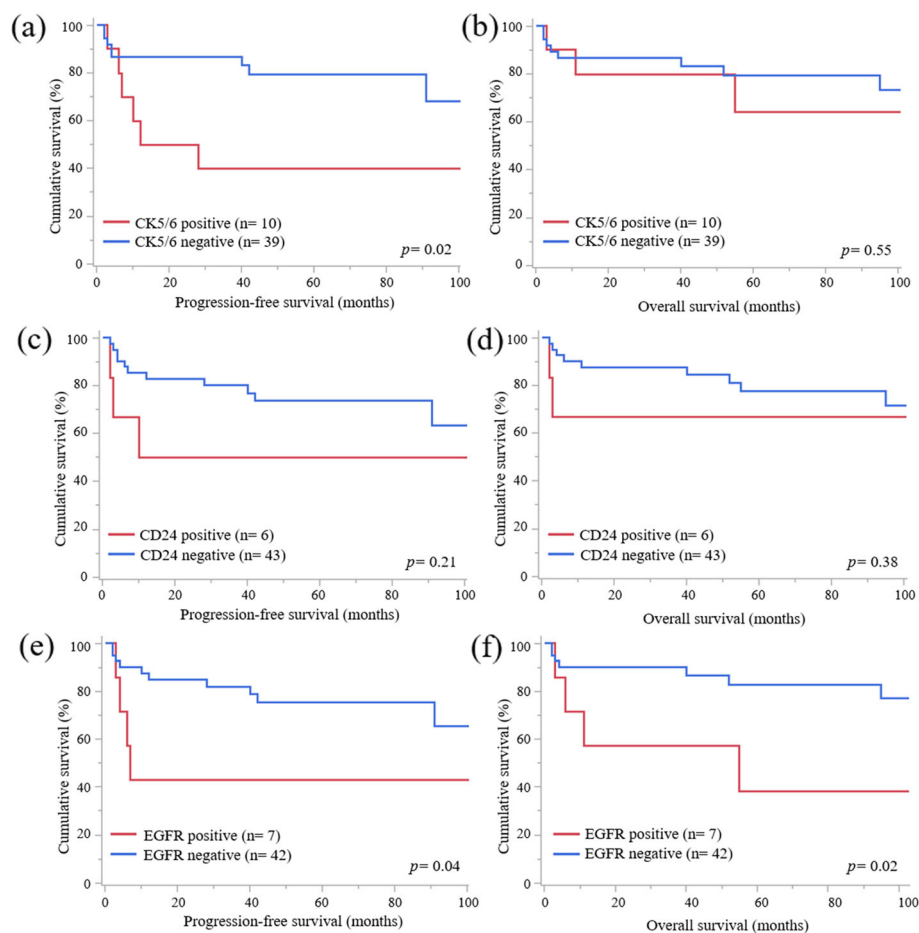 (a)
100
80
60
40
20
0
Cumulative survival (%)
CK5/6 positive (n= 10)
CK5/6 negative (n= 39)
p= 0.02
0 20 40 60 80 100
Progression-free survival (months)
(b)
100
80
60
40
20
0
Cumulative survival (%)
CK5/6 positive (n= 10)
CK5/6 negative (n= 39)
p= 0.55
0 20 40 60 80 100
Overall survival (months)
(c)
100
80
60
40
20
0
Cumulative survival (%)
CD24 positive (n= 6)
CD24 negative (n= 43)
p= 0.21
0 20 40 60 80 100
Progression-free survival (months)
(d)
100
80
60
40
20
0
Cumulative survival (%)
CD24 positive (n= 6)
CD24 negative (n= 43)
p= 0.38
0 20 40 60 80 100
Overall survival (months)
(e)
100
80
60
40
20
0
Cumulative survival (%)
EGFR positive (n= 7)
EGFR negative (n= 42)
p= 0.04
0 20 40 60 80 100
Progression-free survival (months)
(f)
100
80
60
40
20
0
Cumulative survival (%)
EGFR positive (n= 7)
EGFR negative (n= 42)
p= 0.02
0 20 40 60 80 100
Overall survival (months)